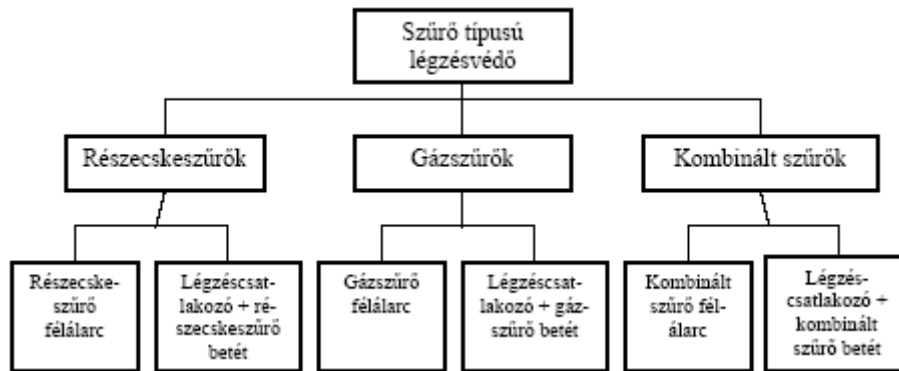 Szűrő típusú
légzésvédő
Részecskeszűrők
Gázszűrők
Kombinált szűrők
Részecske-
szűrő
félálarc
Légzéscsat-
lakozó + ré-
szecskeszűrő
betét
Gázszűrő
félálarc
Légzéscsat-
lakozó + gáz-
szűrő betét
Kombinált
szűrő fél-
álarc
Légzés-
csatlakozó +
kombinált
szűrő betét